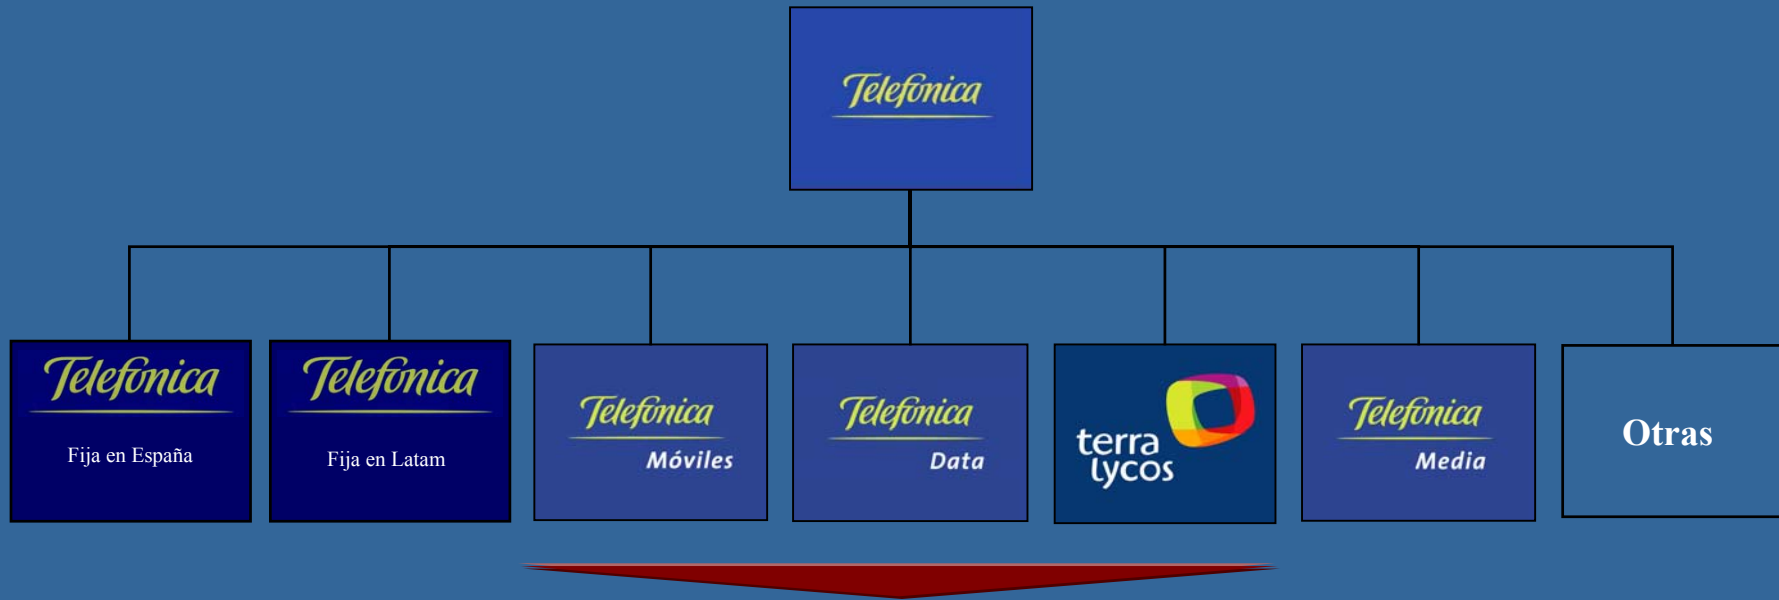 Telefónica
Telefónica
Fija en España
Telefónica
Fija en Latam
Telefónica
Móviles
Telefónica
Data
terra
lycos
Telefónica
Media
Otras